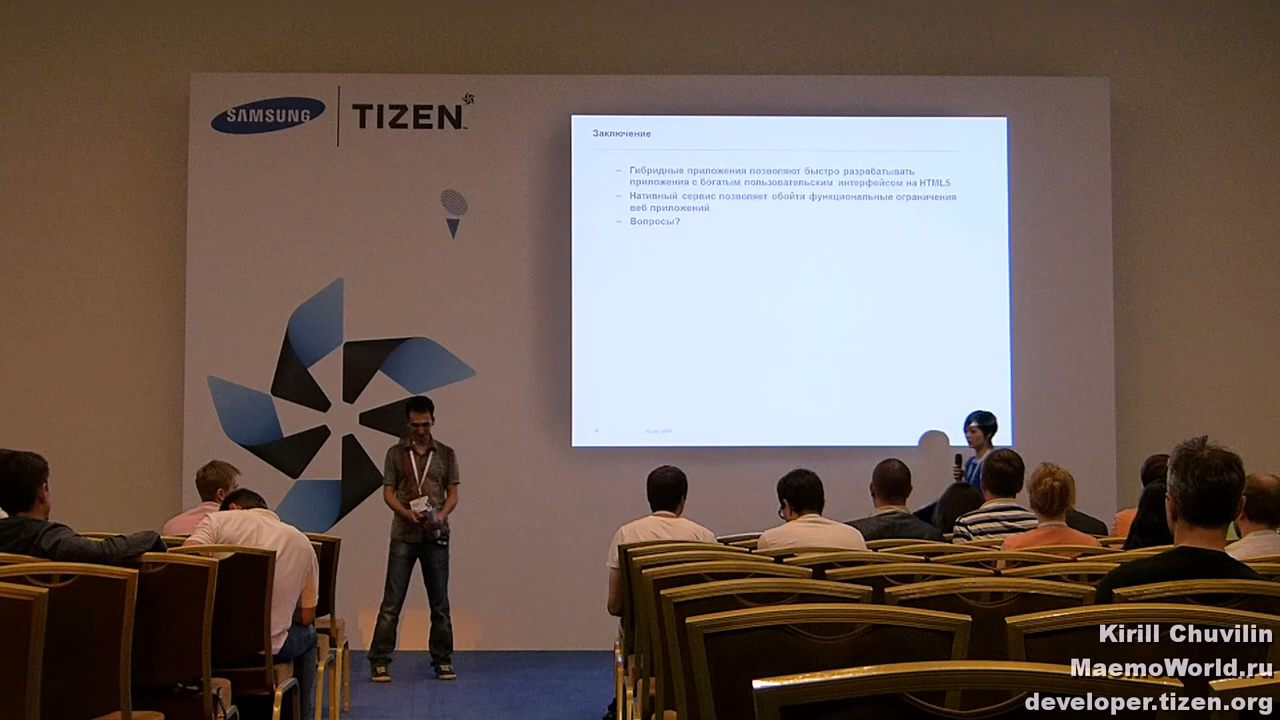 SAMSUNG
TIZEN™
Заключение
– Гибридные приложения позволяют быстро разрабатывать
приложения с богатым пользовательским интерфейсом на HTML5
– Нативный сервис позволяет обойти функциональные ограничения
веб приложений
– Вопросы?
Kirill Chuvilin
MaemoWorld.ru
developer.tizen.org